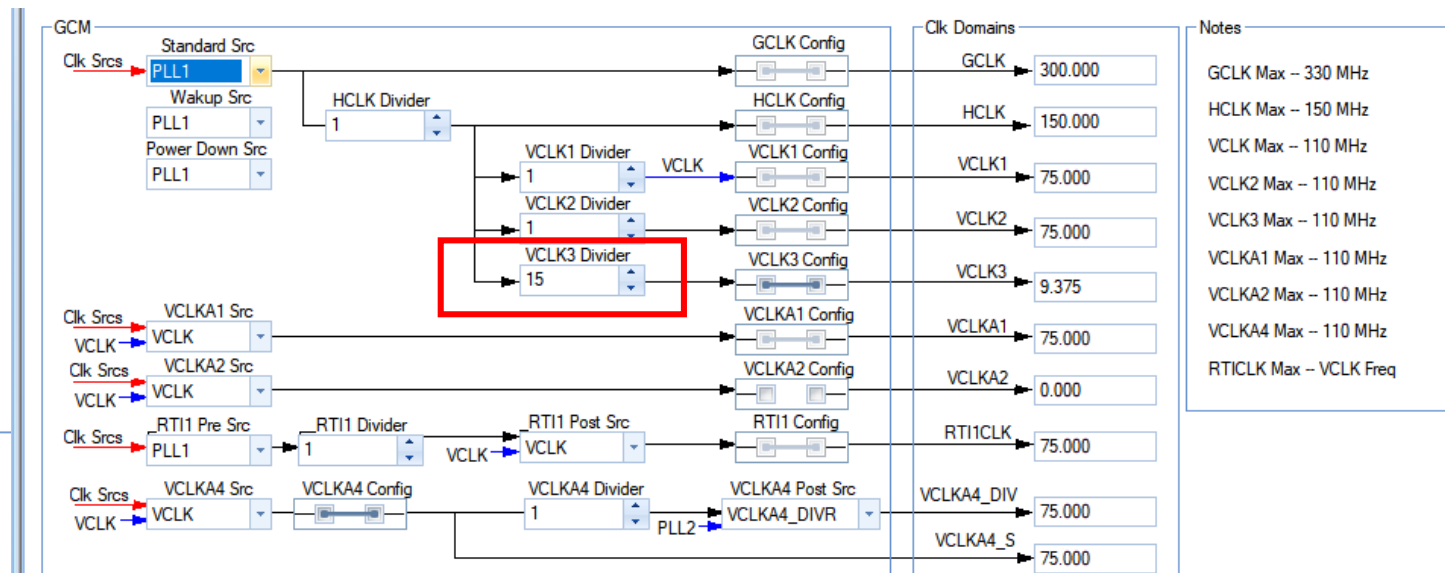 GCM
Clk Domains
Notes
Standard Src
GCLK Config
Clk Srcs
PLL1
GCLK
300.000
GCLK Max -- 330 MHz
Wakup Src
HCLK Divider
HCLK Config
PLL1
1
HCLK
150.000
HCLK Max -- 150 MHz
Power Down Src
VCLK1 Divider
VCLK
VCLK1 Config
VCLK Max -- 110 MHz
PLL1
1
VCLK1
75.000
VCLK2 Max -- 110 MHz
VCLK2 Divider
VCLK2 Config
1
VCLK2
75.000
VCLK3 Max -- 110 MHz
VCLK3 Divider
VCLK3 Config
15
VCLK3
9.375
VCLKA1 Max -- 110 MHz
VCLKA1 Src
VCLKA1 Config
VCLKA2 Max -- 110 MHz
Clk Srcs
VCLK
VCLK
VCLKA1
75.000
VCLKA4 Max -- 110 MHz
VCLKA2 Src
VCLKA2 Config
RTICLK Max -- VCLK Freq
Clk Srcs
VCLK
VCLK
VCLKA2
0.000
_RTI1 Pre Src
_RTI1 Divider
_RTI1 Post Src
RTI1 Config
Clk Srcs
PLL1
1
VCLK
VCLK
RTI1CLK
75.000
VCLKA4 Src
VCLKA4 Config
VCLKA4 Divider
VCLKA4 Post Src
Clk Srcs
VCLK
VCLK
1
PLL2
VCLKA4_DIVR
VCLKA4_DIV
75.000
VCLKA4_S
75.000